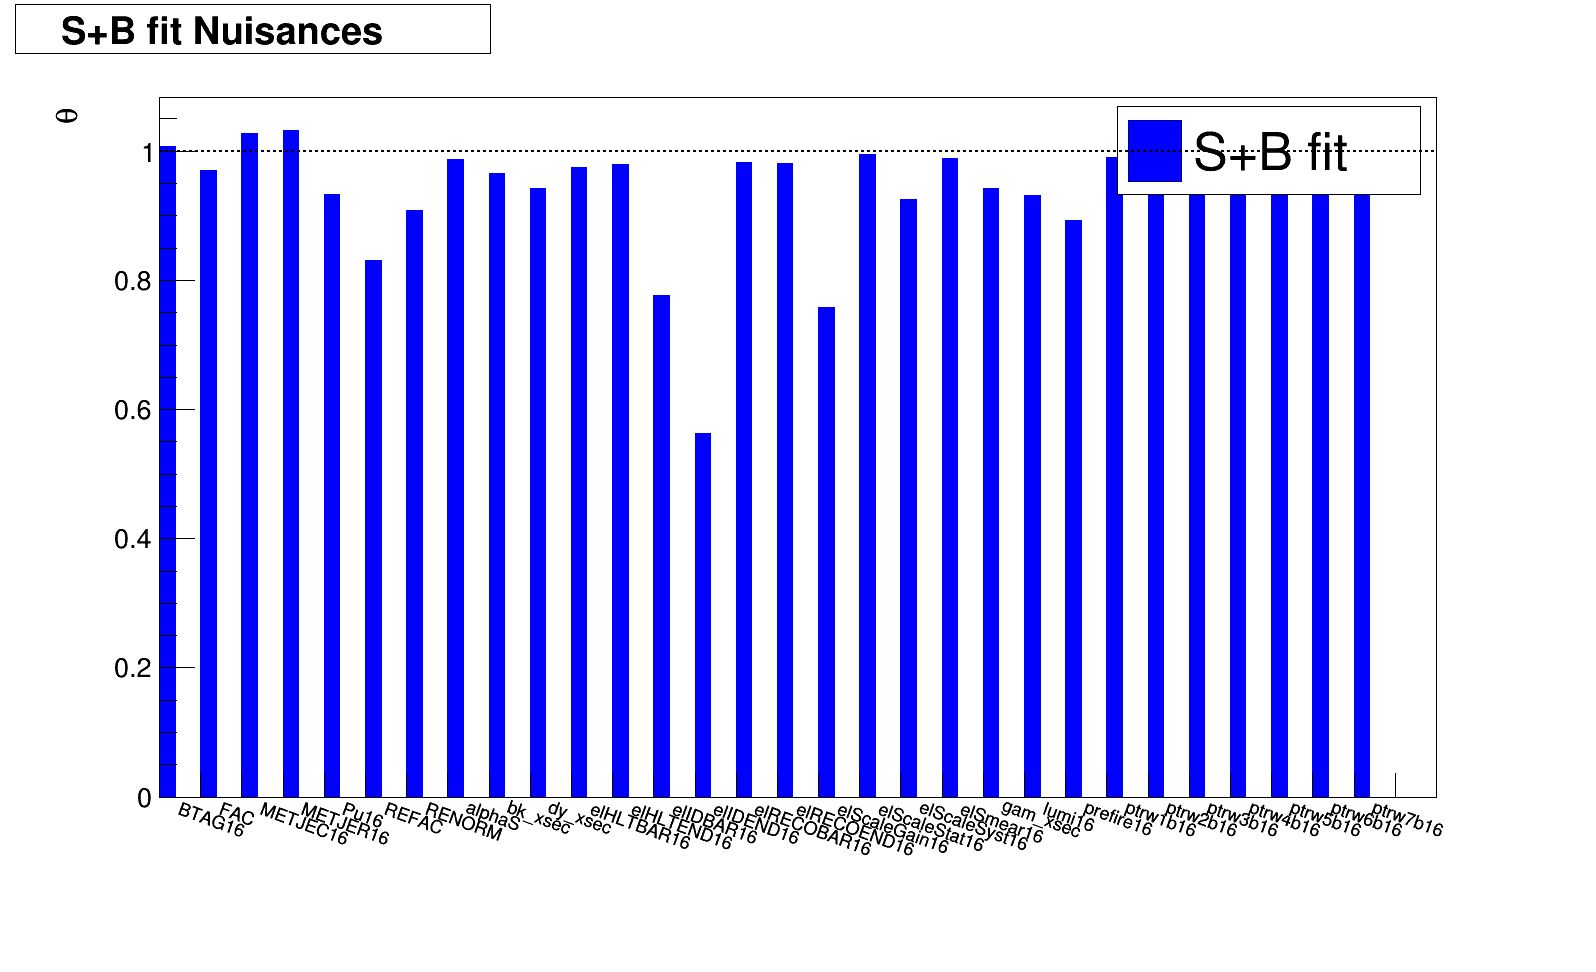 S+B fit Nuisances
θ
S+B fit
1
0.8
0.6
0.4
0.2
0
BTAG16
FAC
METJEC16
METJER16
Pu16
REFAC
RENORM
alphaS
bk_xsec
dy_xsec
elHLTBAR16
elHLTEND16
elIDBAR16
elIDEND16
elRECOBAR16
elRECOEND16
elScaleGain16
elScaleStat16
elScaleSyst16
elSmear16
gam_xsec
lumi16
prefire16
ptrw1b16
ptrw2b16
ptrw3b16
ptrw4b16
ptrw5b16
ptrw6b16
ptrw7b16